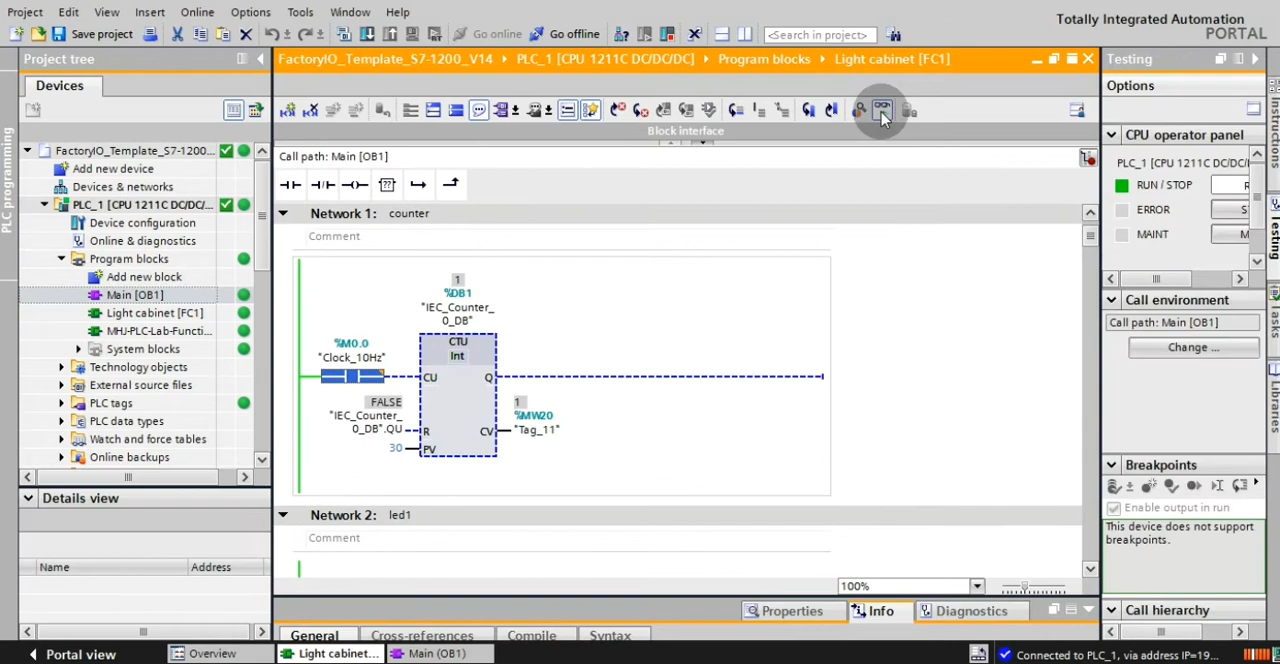 Project Edit View Insert Online Options Tools Window Help
Totally Integrated Automation
PORTAL
Save project
Go online
Go offline
<Search in project>
Project tree
FactoryIO_Template_S7-1200_V14 PLC_1 [CPU 1211C DC/DC/DC] Program blocks Light cabinet [FC1]
Testing
Devices
Options
PLC programming
Block interface
CPU operator panel
FactoryIO_Template_S7-1200...
Add new device
Devices & networks
PLC_1 [CPU 1211C DC/DC/...
Device configuration
Online & diagnostics
Program blocks
Add new block
Main [OB1]
Light cabinet [FC1]
MHJ-PLC-Lab-Functi...
System blocks
Technology objects
External source files
PLC tags
PLC data types
Watch and force tables
Online backups
Call path: Main [OB1]
??
Network 1: counter
Comment
1
%DB1
"IEC_Counter_
0_DB"
CTU
Int
%M0.0
"Clock_10Hz"
CU Q
FALSE
"IEC_Counter_
0_DB".QU
R
30
PV
1
%MW20
CV
"Tag_11"
Network 2: led1
Comment
100%
PLC_1 [CPU 1211C DC/DC/
RUN / STOP
R
ERROR
S
MAINT
M
Call environment
Call path: Main [OB1]
Change ...
Breakpoints
Enable output in run
This device does not support
breakpoints.
Call hierarchy
Instructions
Testing
Tasks
Libraries
Details view
Name Address
Properties
Info
Diagnostics
General Cross-references Compile Syntax
Portal view
Overview
Light cabinet...
Main (OB1)
Connected to PLC_1, via address IP=19...